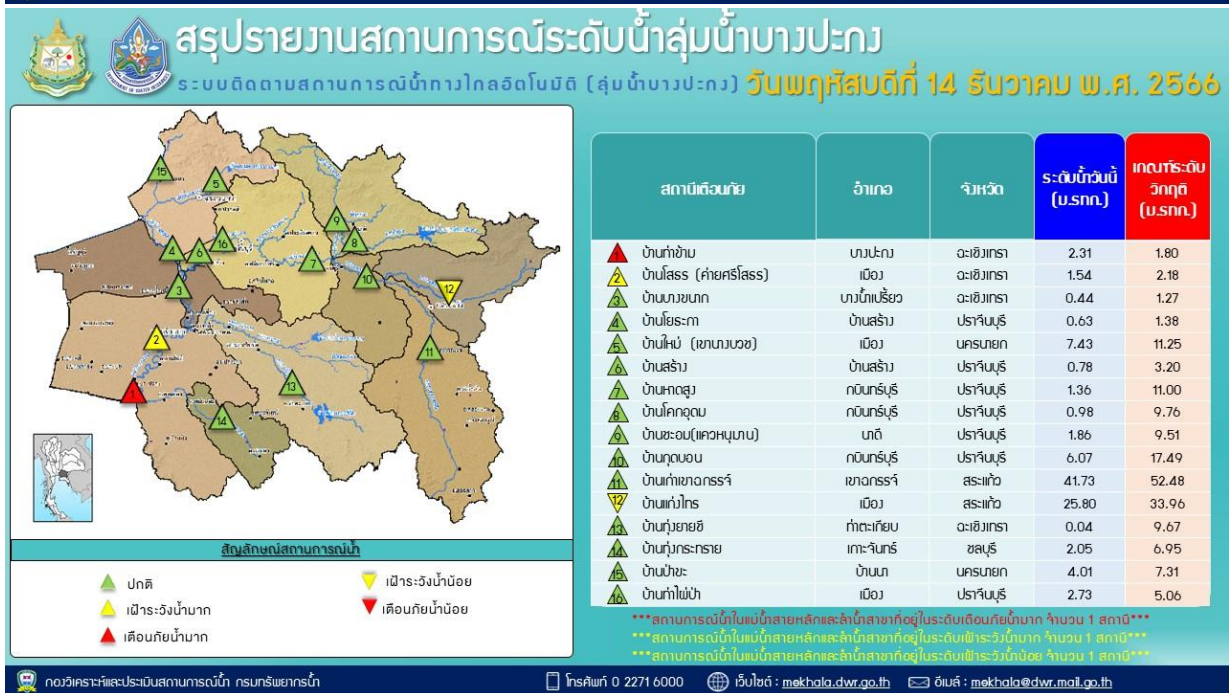 สรุปรายงานสถานการณ์ระดับน้ำลุ่มน้ำบางปะกง
ระบบติดตามสถานการณ์น้ำทางไกลอัตโนมัติ (ลุ่มน้ำบางปะกง) วันพฤหัสบดีที่ 14 ธันวาคม พ.ศ. 2566
สถานีเตือนภัย อำเภอ จังหวัด ระดับน้ำวันนี้ (ม.รทก.) เกณฑ์ระดับวิกฤติ (ม.รทก.)
1 บ้านท่าข้าม บางปะกง ฉะเชิงเทรา 2.31 1.80
2 บ้านโสธร (ค่ายศรีโสธร) เมือง ฉะเชิงเทรา 1.54 2.18
3 บ้านบางขนาก บางน้ำเปรี้ยว ฉะเชิงเทรา 0.44 1.27
4 บ้านโยธะกา บ้านสร้าง ปราจีนบุรี 0.63 1.38
5 บ้านใหม่ (เขานางบวช) เมือง นครนายก 7.43 11.25
6 บ้านสร้าง บ้านสร้าง ปราจีนบุรี 0.78 3.20
7 บ้านหาดสูง กบินทร์บุรี ปราจีนบุรี 1.36 11.00
8 บ้านโคกอุดม กบินทร์บุรี ปราจีนบุรี 0.98 9.76
9 บ้านซะอม(แควหนุมาน) นาดี ปราจีนบุรี 1.86 9.51
10 บ้านกุดบอน กบินทร์บุรี ปราจีนบุรี 6.07 17.49
11 บ้านเก่าเขาฉกรรจ์ เขาฉกรรจ์ สระแก้ว 41.73 52.48
12 บ้านแก่งไทร เมือง สระแก้ว 25.80 33.96
13 บ้านทุ่งยายชี ท่าตะเกียบ ฉะเชิงเทรา 0.04 9.67
14 บ้านทุ่งกระทราย เกาะจันทร์ ชลบุรี 2.05 6.95
15 บ้านป่าขะ บ้านนา นครนายก 4.01 7.31
16 บ้านท่าไผ่ป่า เมือง ปราจีนบุรี 2.73 5.06
***สถานการณ์น้ำในแม่น้ำสายหลักและลำน้ำสาขาที่อยู่ในระดับเตือนภัยน้ำมาก จำนวน 1 สถานี***
***สถานการณ์น้ำในแม่น้ำสายหลักและลำน้ำสาขาที่อยู่ในระดับเฝ้าระวังน้ำมาก จำนวน 1 สถานี***
***สถานการณ์น้ำในแม่น้ำสายหลักและลำน้ำสาขาที่อยู่ในระดับเฝ้าระวังน้ำน้อย จำนวน 1 สถานี***
15
5
9
16
8
4
6
7
10
3
12
2
11
13
1
14
สัญลักษณ์สถานการณ์น้ำ
ปกติ
เฝ้าระวังน้ำน้อย
เฝ้าระวังน้ำมาก
เตือนภัยน้ำน้อย
เตือนภัยน้ำมาก
กองวิเคราะห์และประเมินสถานการณ์น้ำ กรมทรัพยากรน้ำ โทรศัพท์ 0 2271 6000 เว็บไซต์ : mekhala.dwr.go.th อีเมล์ : mekhala@dwr.mail.go.th